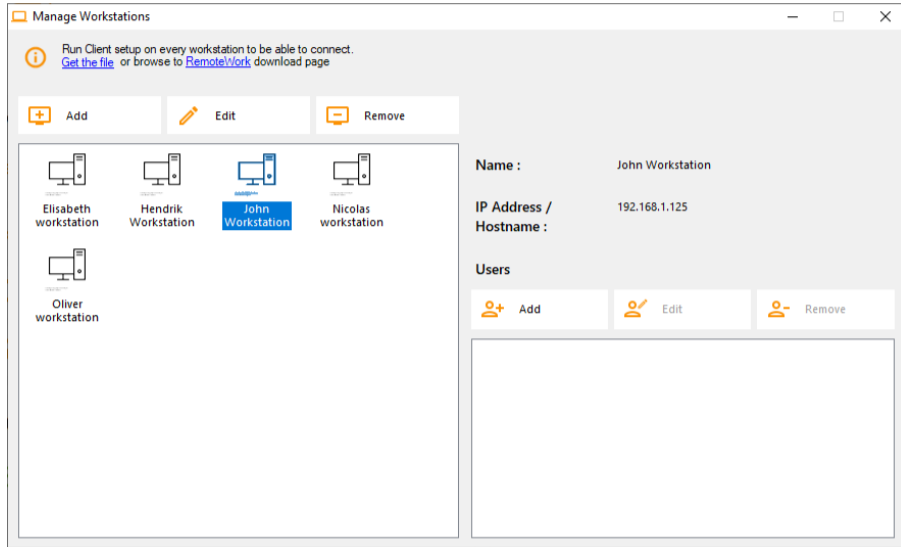 Manage Workstations
Run Client setup on every workstation to be able to connect.
Get the file or browse to RemoteWork download page
Add
Edit
Remove
Elisabeth
workstation
Hendrik
Workstation
John
Workstation
Nicolas
workstation
Oliver
workstation
Name :
John Workstation
IP Address /
Hostname :
192.168.1.125
Users
Add
Edit
Remove